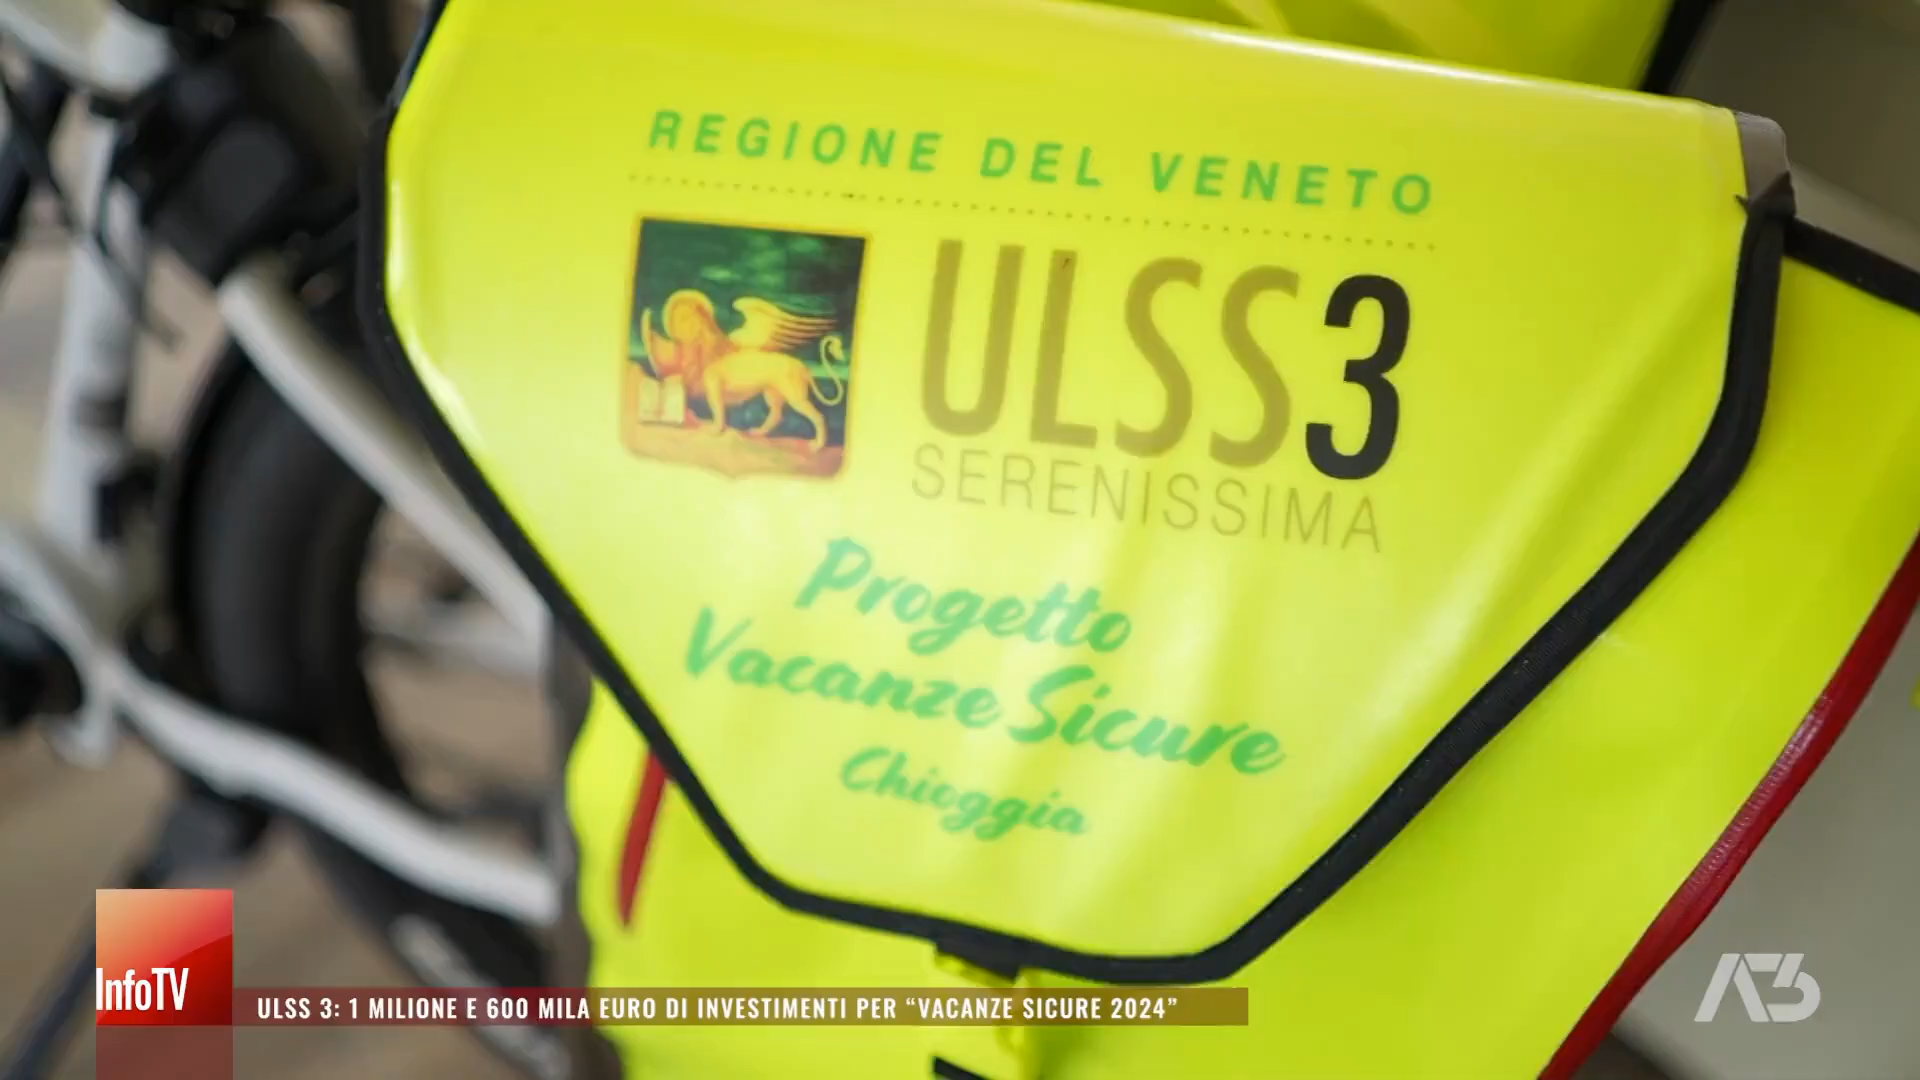 REGIONE DEL VENETO
ULSS3
SERENISSIMA
Progetto
Vacanze Sicure
Chioggia
InfoTV
ULSS 3: 1 MILIONE E 600 MILA EURO DI INVESTIMENTI PER “VACANZE SICURE 2024”
A3